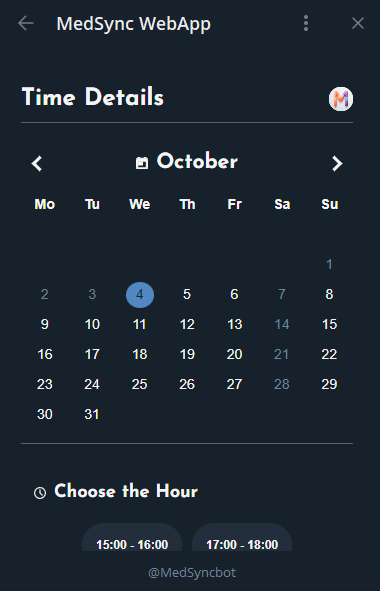 MedSync WebApp
Time Details
October
Mo Tu We Th Fr Sa Su
1
2 3 4 5 6 7 8
9 10 11 12 13 14 15
16 17 18 19 20 21 22
23 24 25 26 27 28 29
30 31
Choose the Hour
15:00 - 16:00 17:00 - 18:00
@MedSyncbot